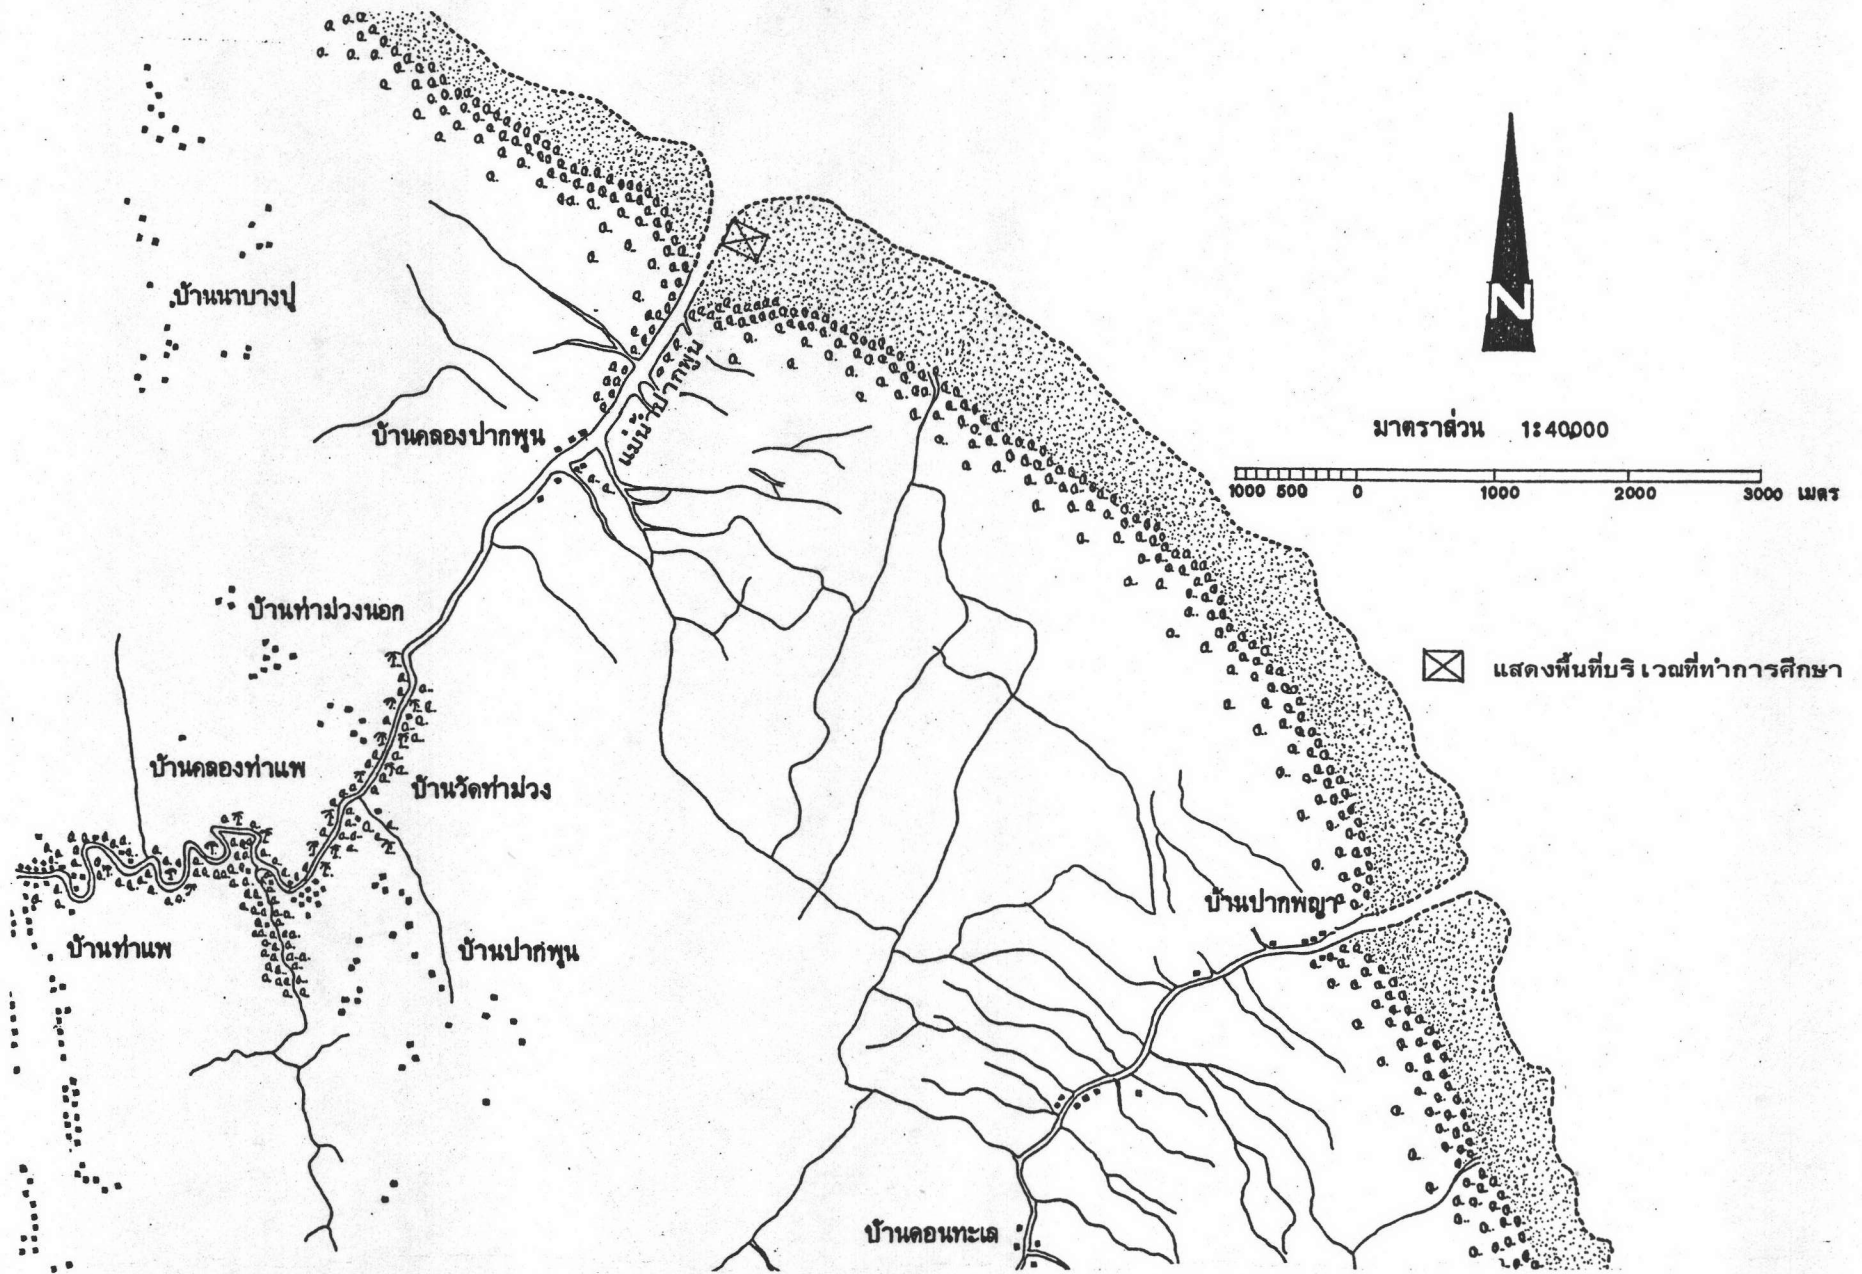 N
มาตราส่วน 1:40,000
1000 500 0 1000 2000 3000 เมตร
แสดงพื้นที่บริเวณที่ทำการศึกษา
บ้านนาบางปู
แม่น้ำปากพูน
บ้านคลองปากพูน
บ้านท่าม่วงนอก
บ้านคลองท่าแพ
บ้านวัดท่าม่วง
บ้านปากพญา
บ้านท่าแพ
บ้านปากพูน
บ้านดอนทะเล